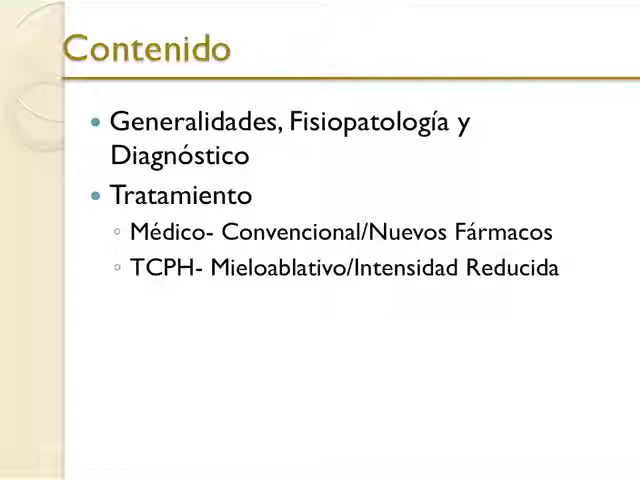 Contenido
Generalidades, Fisiopatología y
Diagnóstico
Tratamiento
Médico- Convencional/Nuevos Fármacos
TCPH- Mieloablativo/Intensidad Reducida